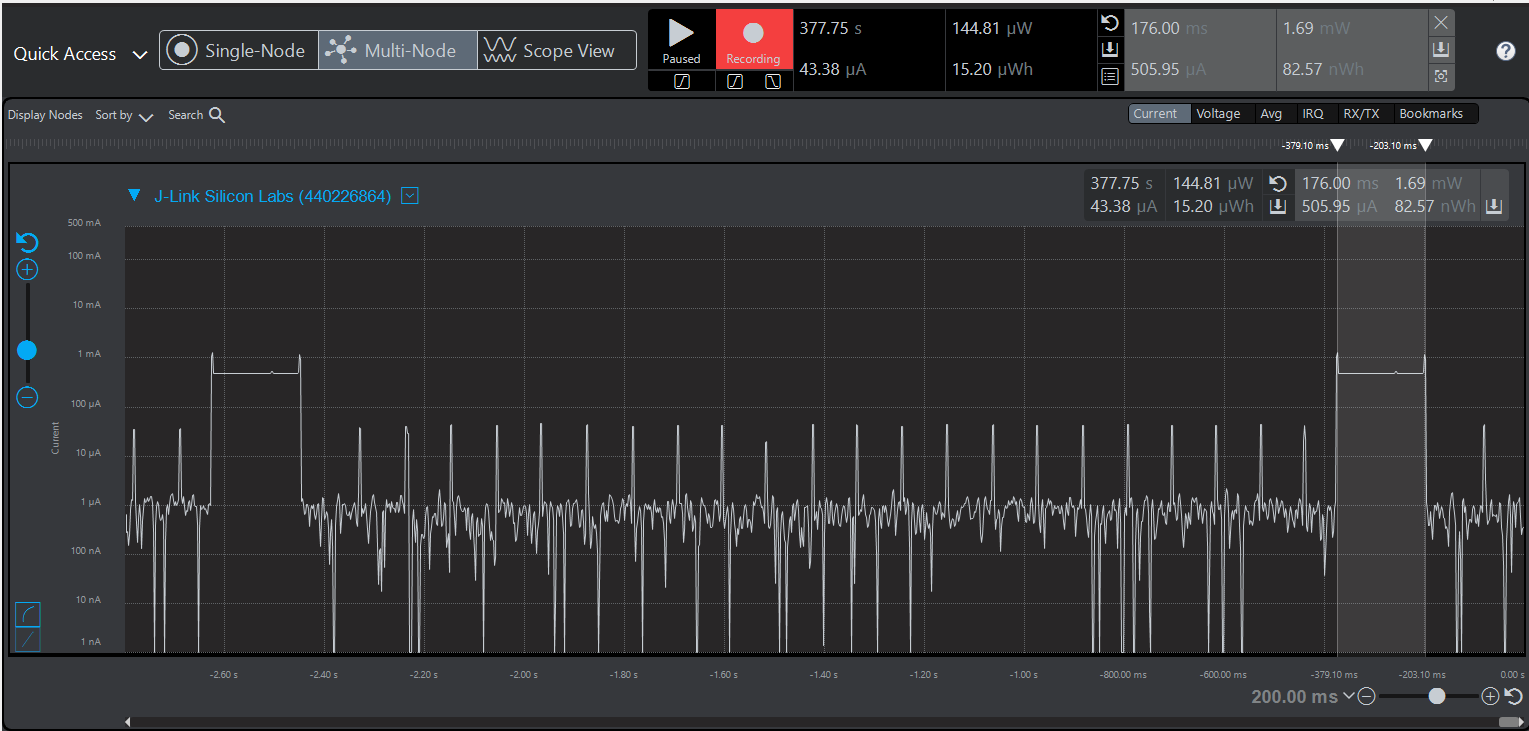 Quick Access Single-Node Multi-Node Scope View
Paused Recording
377.75 s 144.81 µW
43.38 µA 15.20 µWh
176.00 ms 1.69 mW
505.95 µA 82.57 nWh
Display Nodes Sort by Search
Current Voltage Avg IRQ RX/TX Bookmarks
-379.10 ms -203.10 ms
J-Link Silicon Labs (440226864)
377.75 s 144.81 µW 176.00 ms 1.69 mW
43.38 µA 15.20 µWh 505.95 µA 82.57 nWh
500 mA
100 mA
10 mA
1 mA
100 µA
10 µA
1 µA
100 nA
10 nA
1 nA
Current
-2.60 s -2.40 s -2.20 s -2.00 s -1.80 s -1.60 s -1.40 s -1.20 s -1.00 s -800.00 ms -600.00 ms -379.10 ms -203.10 ms 0.00 s
200.00 ms